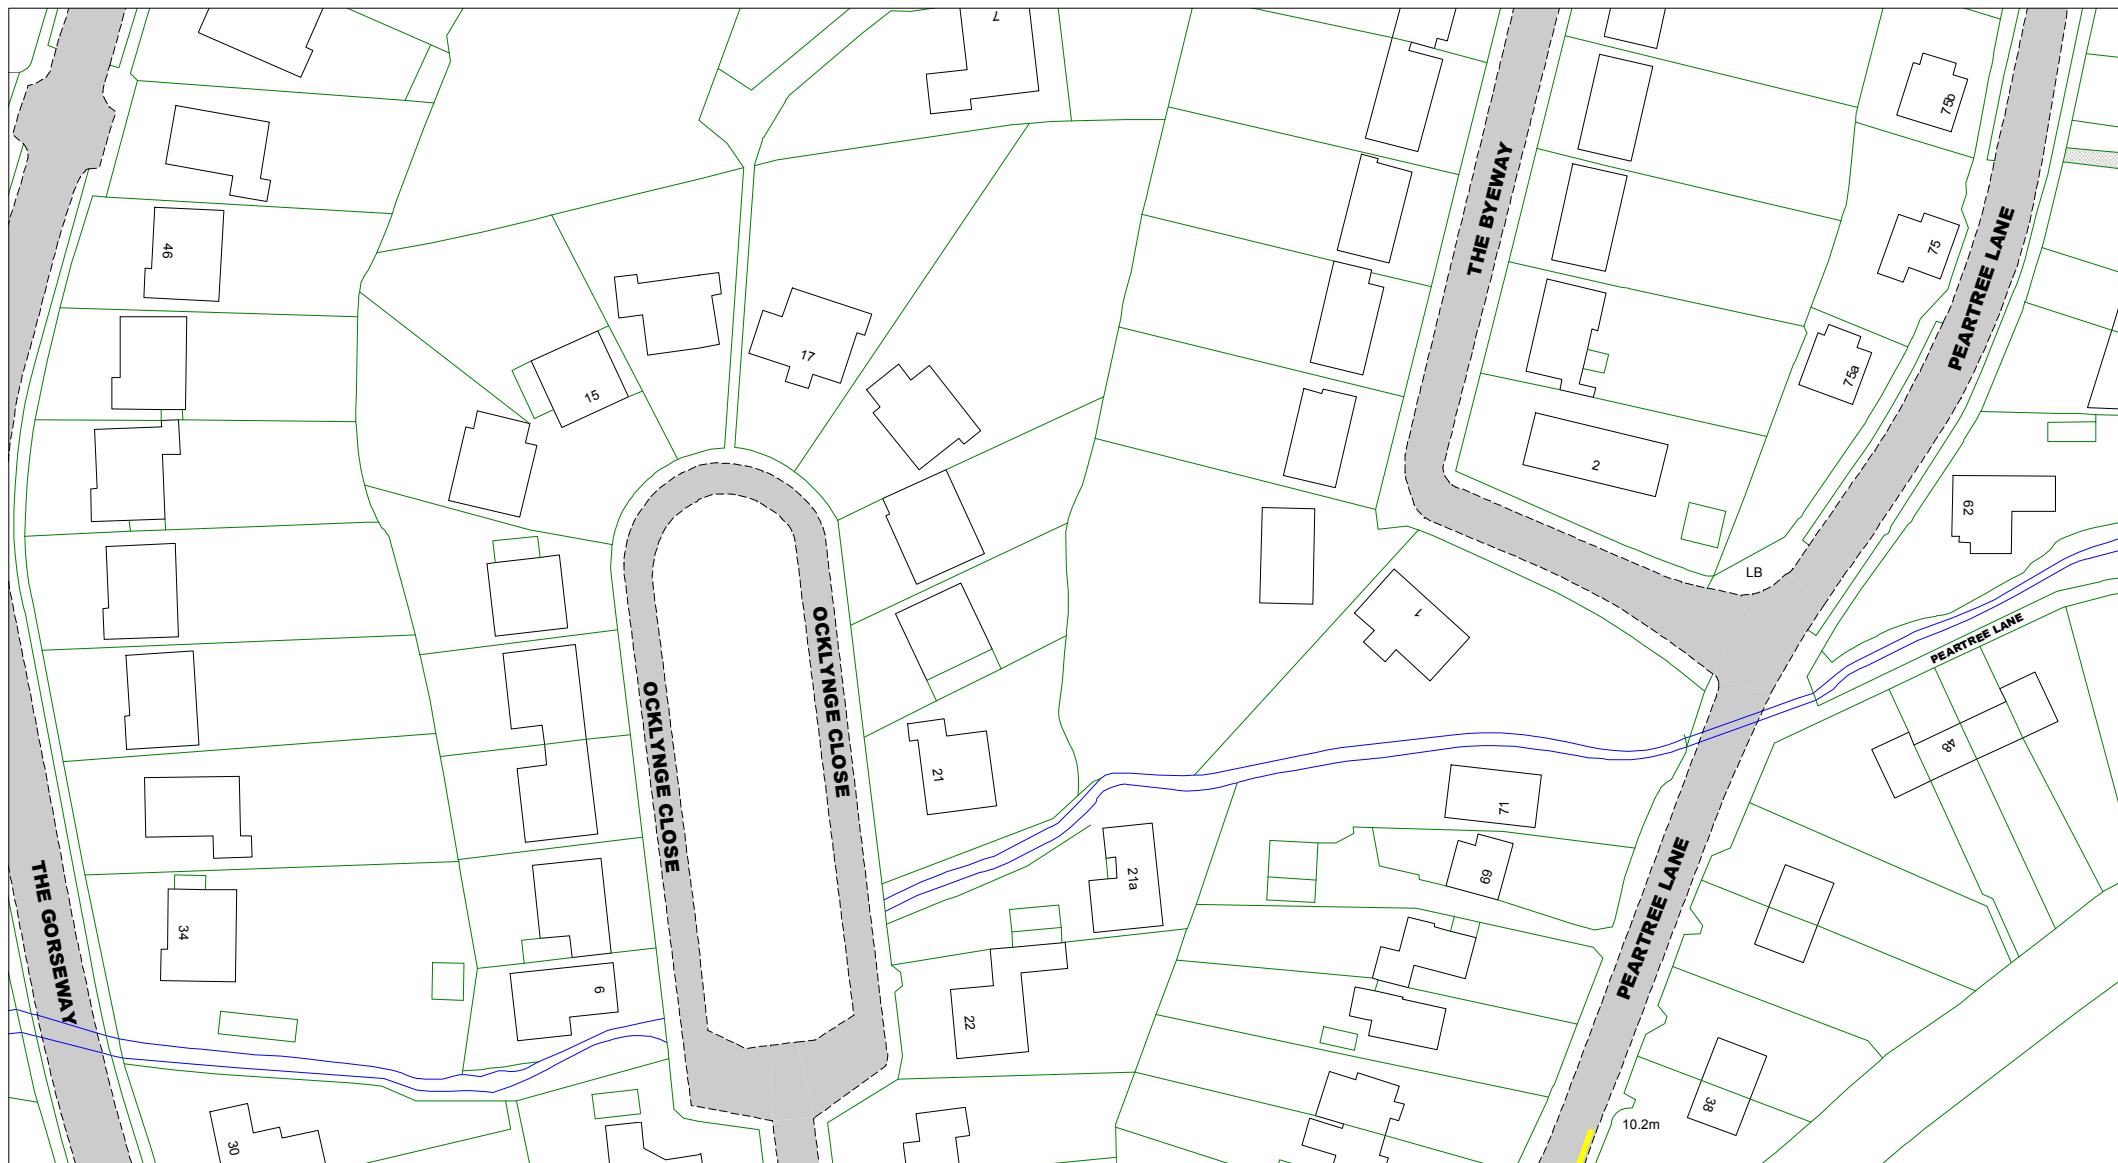 7
75b
THE BYEWAY
75
PEARTREE LANE
46
17
75a
15
2
62
LB
1
OCKLYNGE CLOSE
PEARTREE LANE
OCKLYNGE CLOSE
48
21
71
69
21a
THE GORSEWAY
34
PEARTREE LANE
6
22
38
10.2m
30